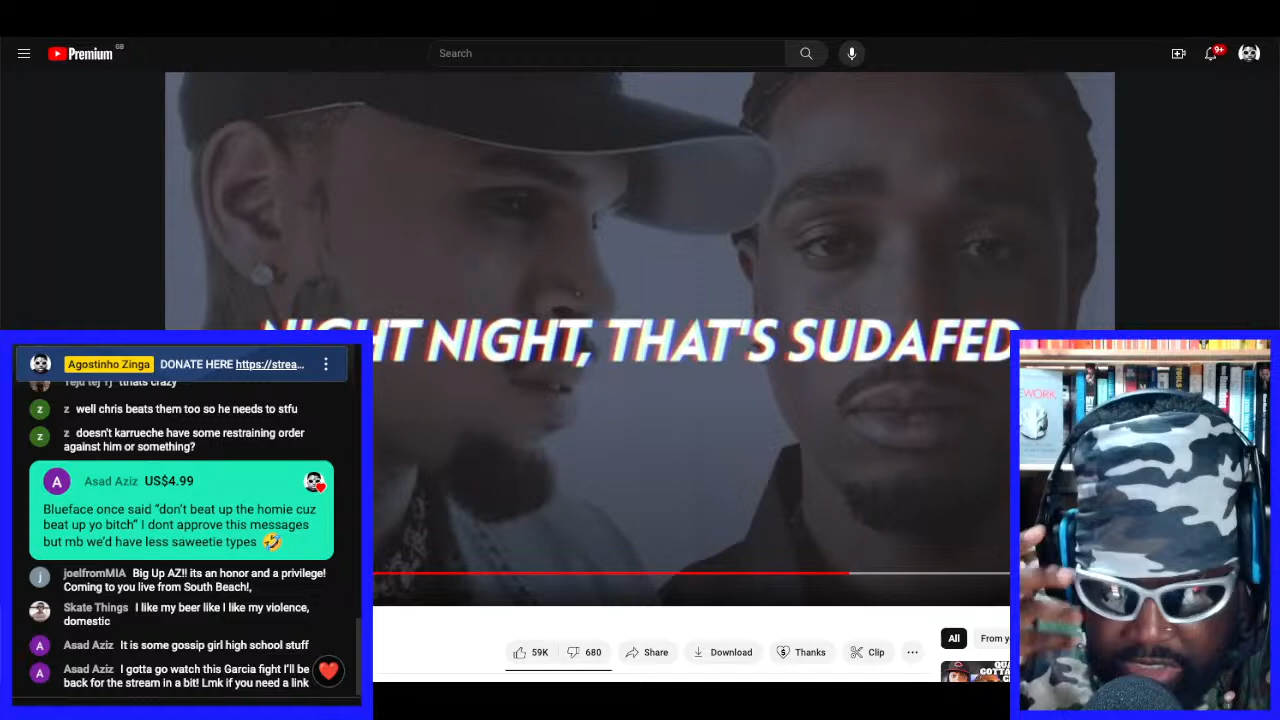 Premium GB
Search
9+
NIGHT NIGHT, THAT'S SUDAFED
Agostinho Zinga DONATE HERE https://strea...
thats crazy
z well chris beats them too so he needs to stfu
z doesn't karrueche have some restraining order
against him or something?
A Asad Aziz US$4.99
Blueface once said “don’t beat up the homie cuz
beat up yo bitch” I dont approve this messages
but mb we’d have less saweetie types 🤣
j joelfromMIA Big Up AZ!! its an honor and a privilege!
Coming to you live from South Beach!,
Skate Things I like my beer like I like my violence,
domestic
A Asad Aziz It is some gossip girl high school stuff
A Asad Aziz I gotta go watch this Garcia fight I’ll be
back for the stream in a bit! Lmk if you need a link
59K 680 Share Download Thanks Clip ...
All From y
WORK